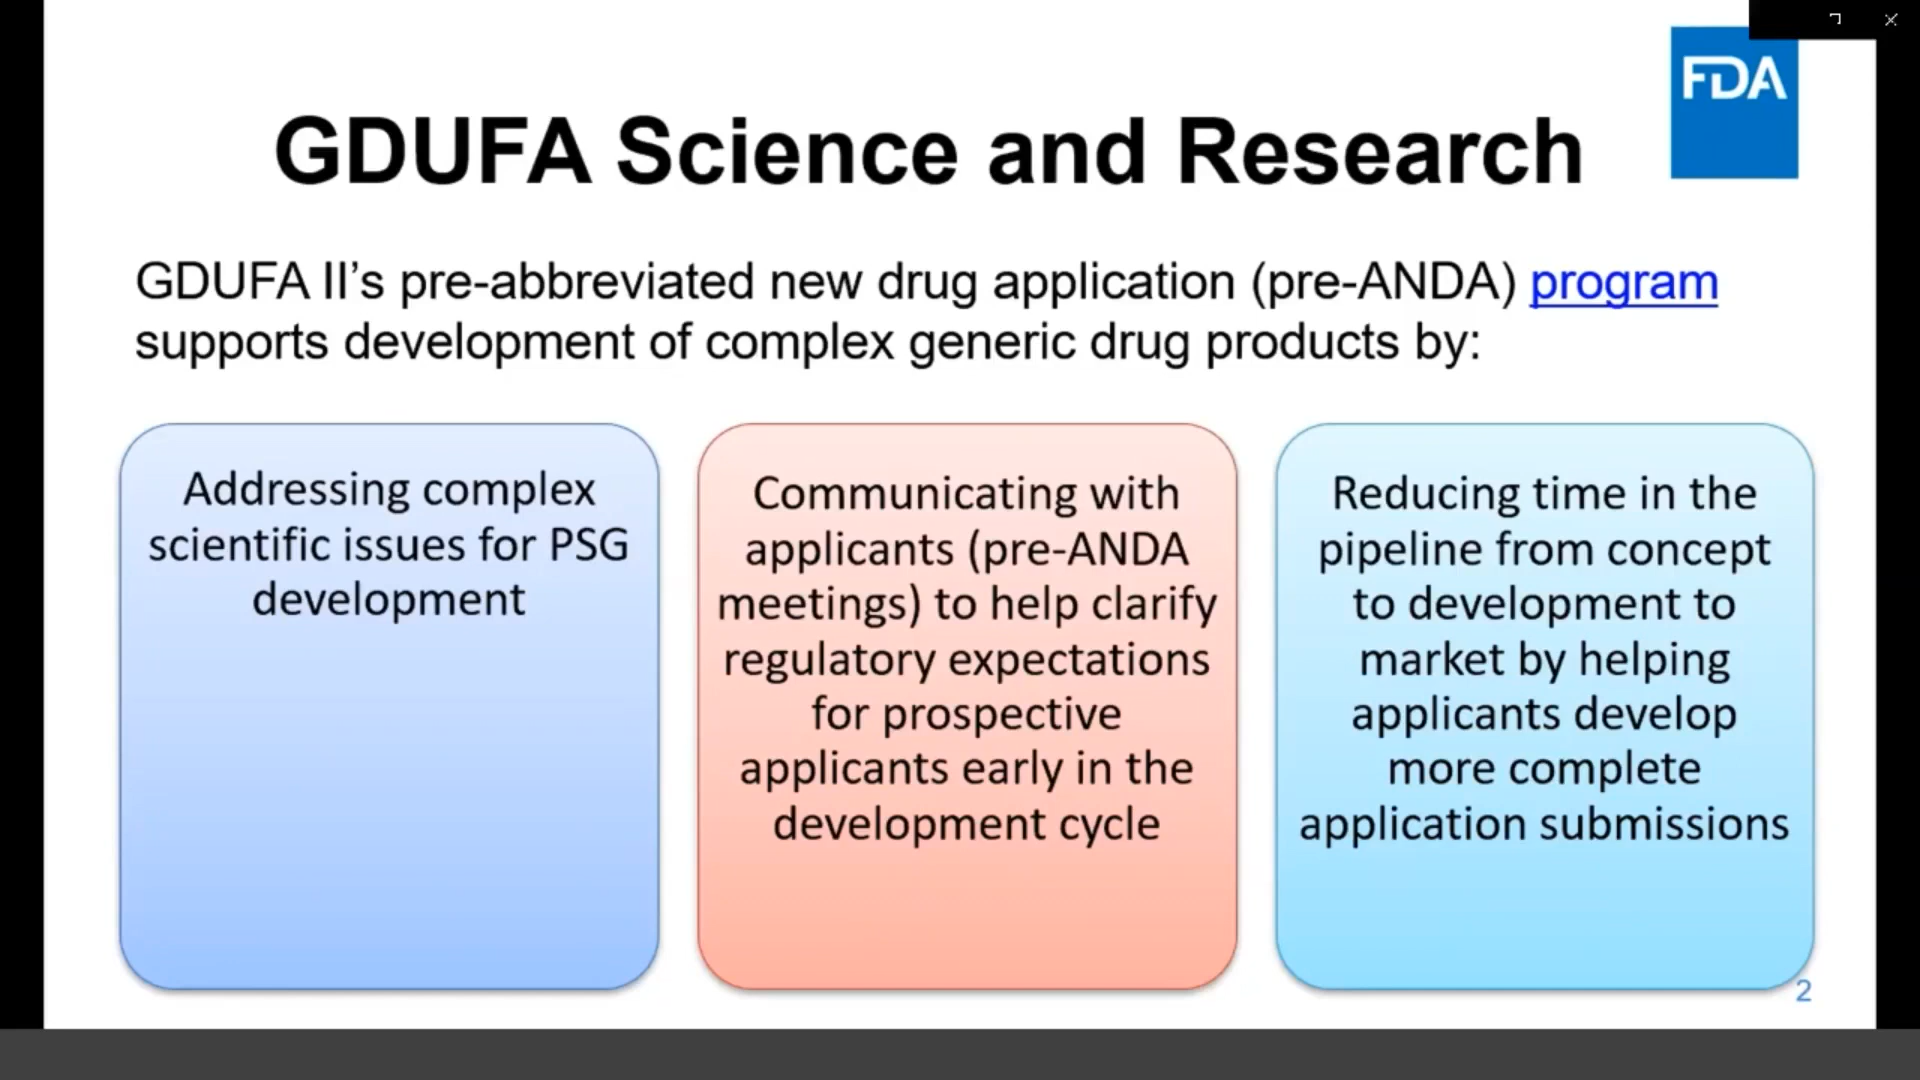 FDA
GDUFA Science and Research
GDUFA II’s pre-abbreviated new drug application (pre-ANDA) program
supports development of complex generic drug products by:
Addressing complex
scientific issues for PSG
development
Communicating with
applicants (pre-ANDA
meetings) to help clarify
regulatory expectations
for prospective
applicants early in the
development cycle
Reducing time in the
pipeline from concept
to development to
market by helping
applicants develop
more complete
application submissions
2